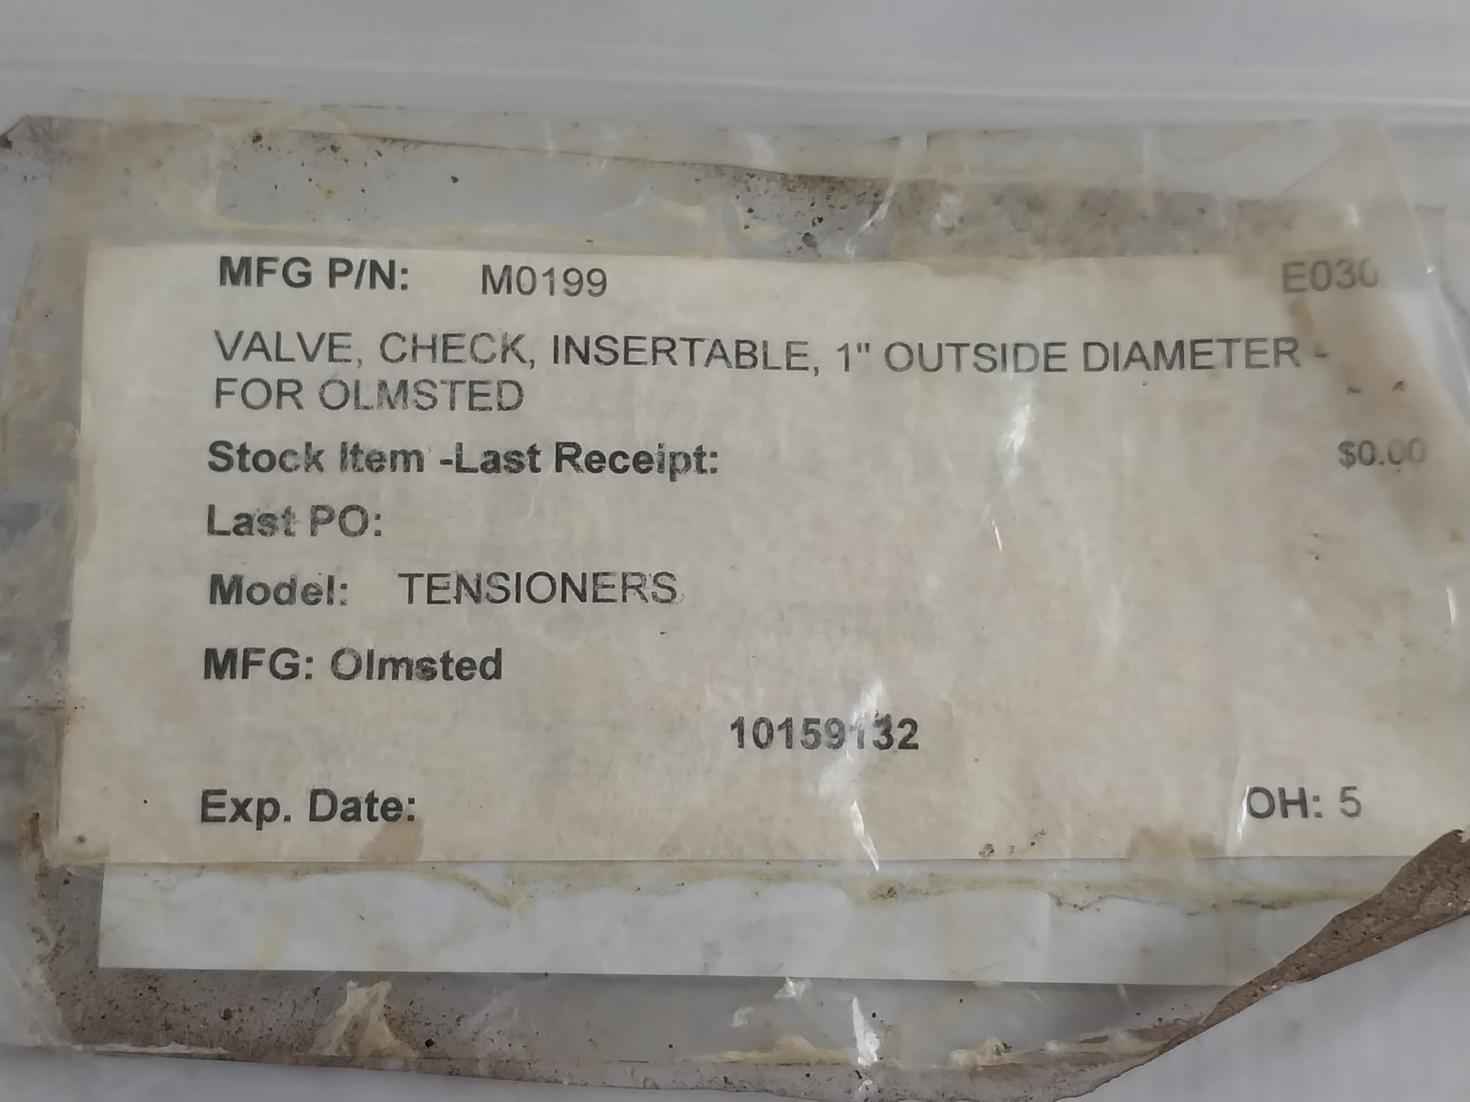 MFG P/N: M0199 E030
VALVE, CHECK, INSERTABLE, 1" OUTSIDE DIAMETER -
FOR OLMSTED
Stock Item -Last Receipt: $0.00
Last PO:
Model: TENSIONERS
MFG: Olmsted
10159132
Exp. Date: OH: 5